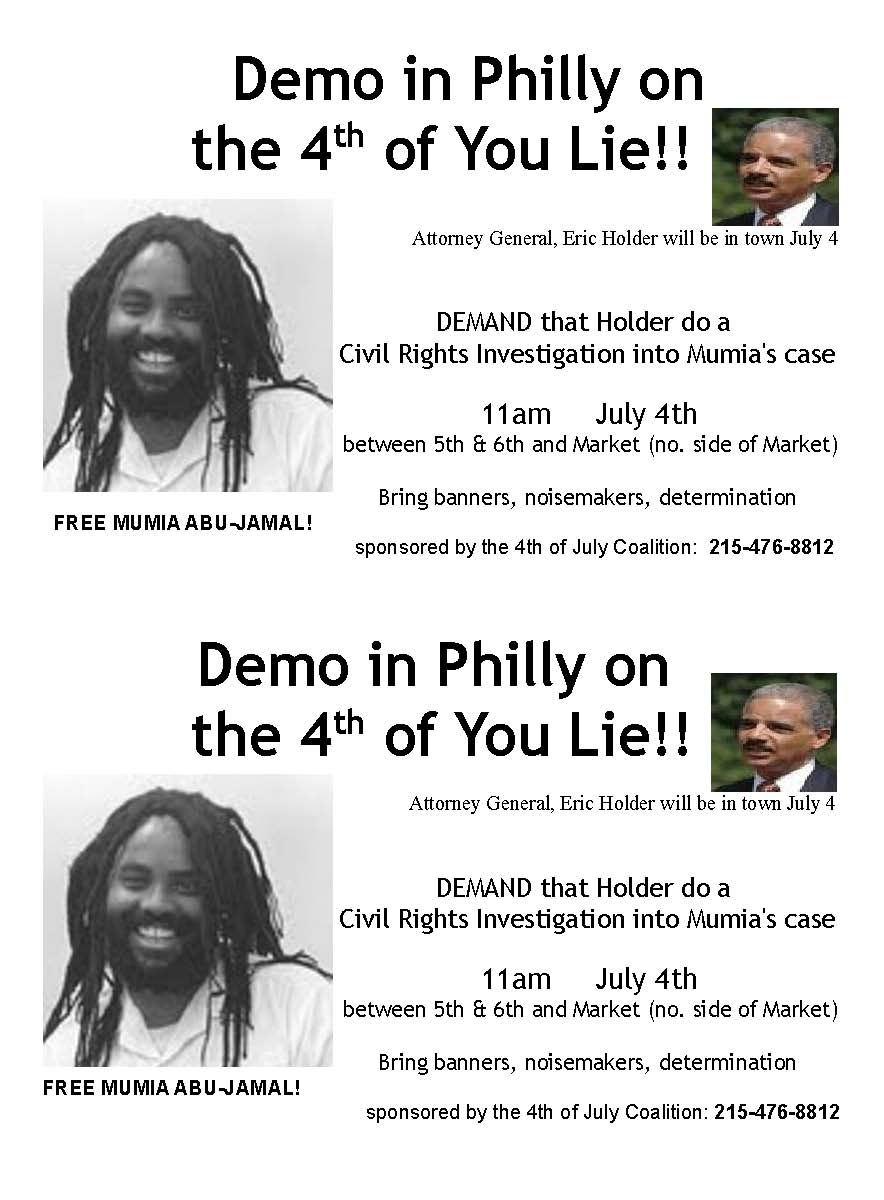 Demo in Philly on
the 4th of You Lie!!
Attorney General, Eric Holder will be in town July 4
DEMAND that Holder do a
Civil Rights Investigation into Mumia's case
11am July 4th
between 5th & 6th and Market (no. side of Market)
Bring banners, noisemakers, determination
FREE MUMIA ABU-JAMAL!
sponsored by the 4th of July Coalition: 215-476-8812
Demo in Philly on
the 4th of You Lie!!
Attorney General, Eric Holder will be in town July 4
DEMAND that Holder do a
Civil Rights Investigation into Mumia's case
11am July 4th
between 5th & 6th and Market (no. side of Market)
Bring banners, noisemakers, determination
FREE MUMIA ABU-JAMAL!
sponsored by the 4th of July Coalition: 215-476-8812